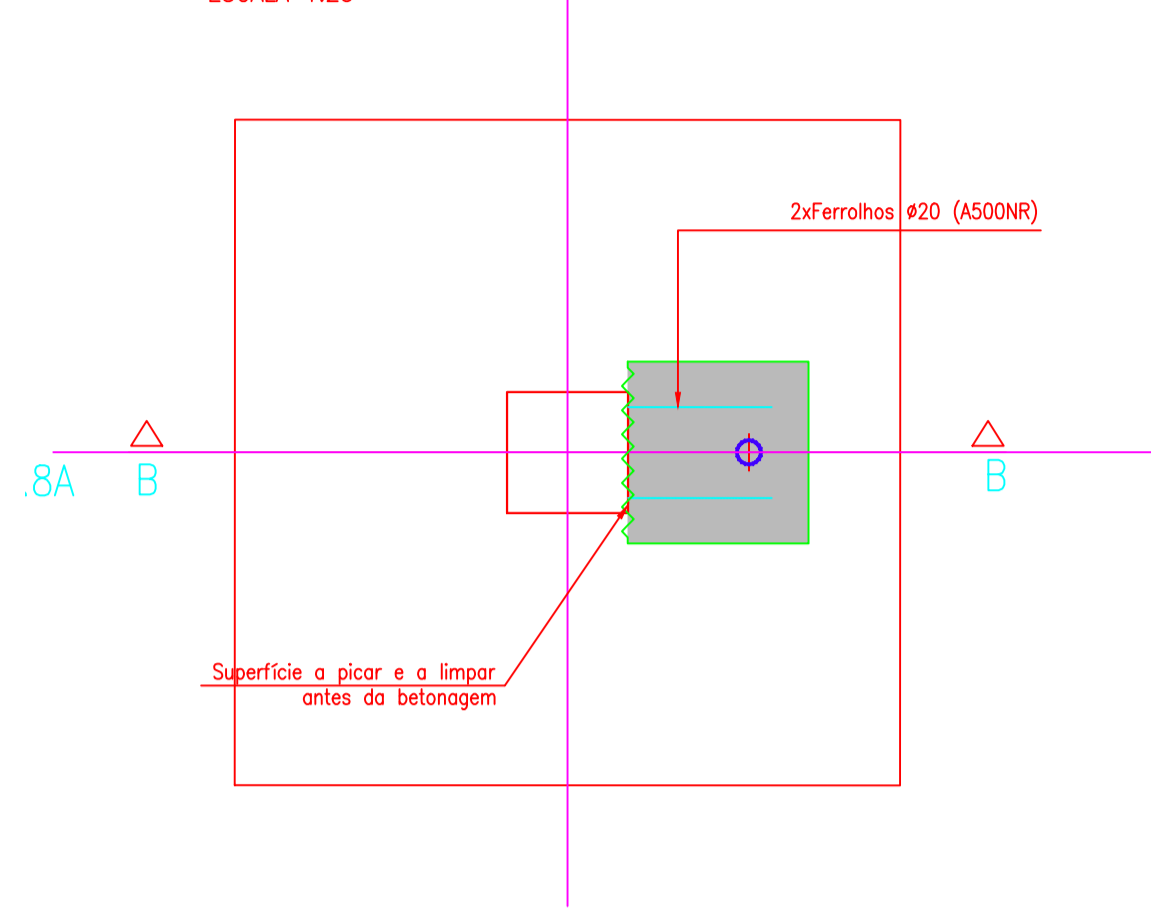 2xFerrolhos ø20 (A500NR)
.8A
B
B
Superfície a picar e a limpar
antes da betonagem